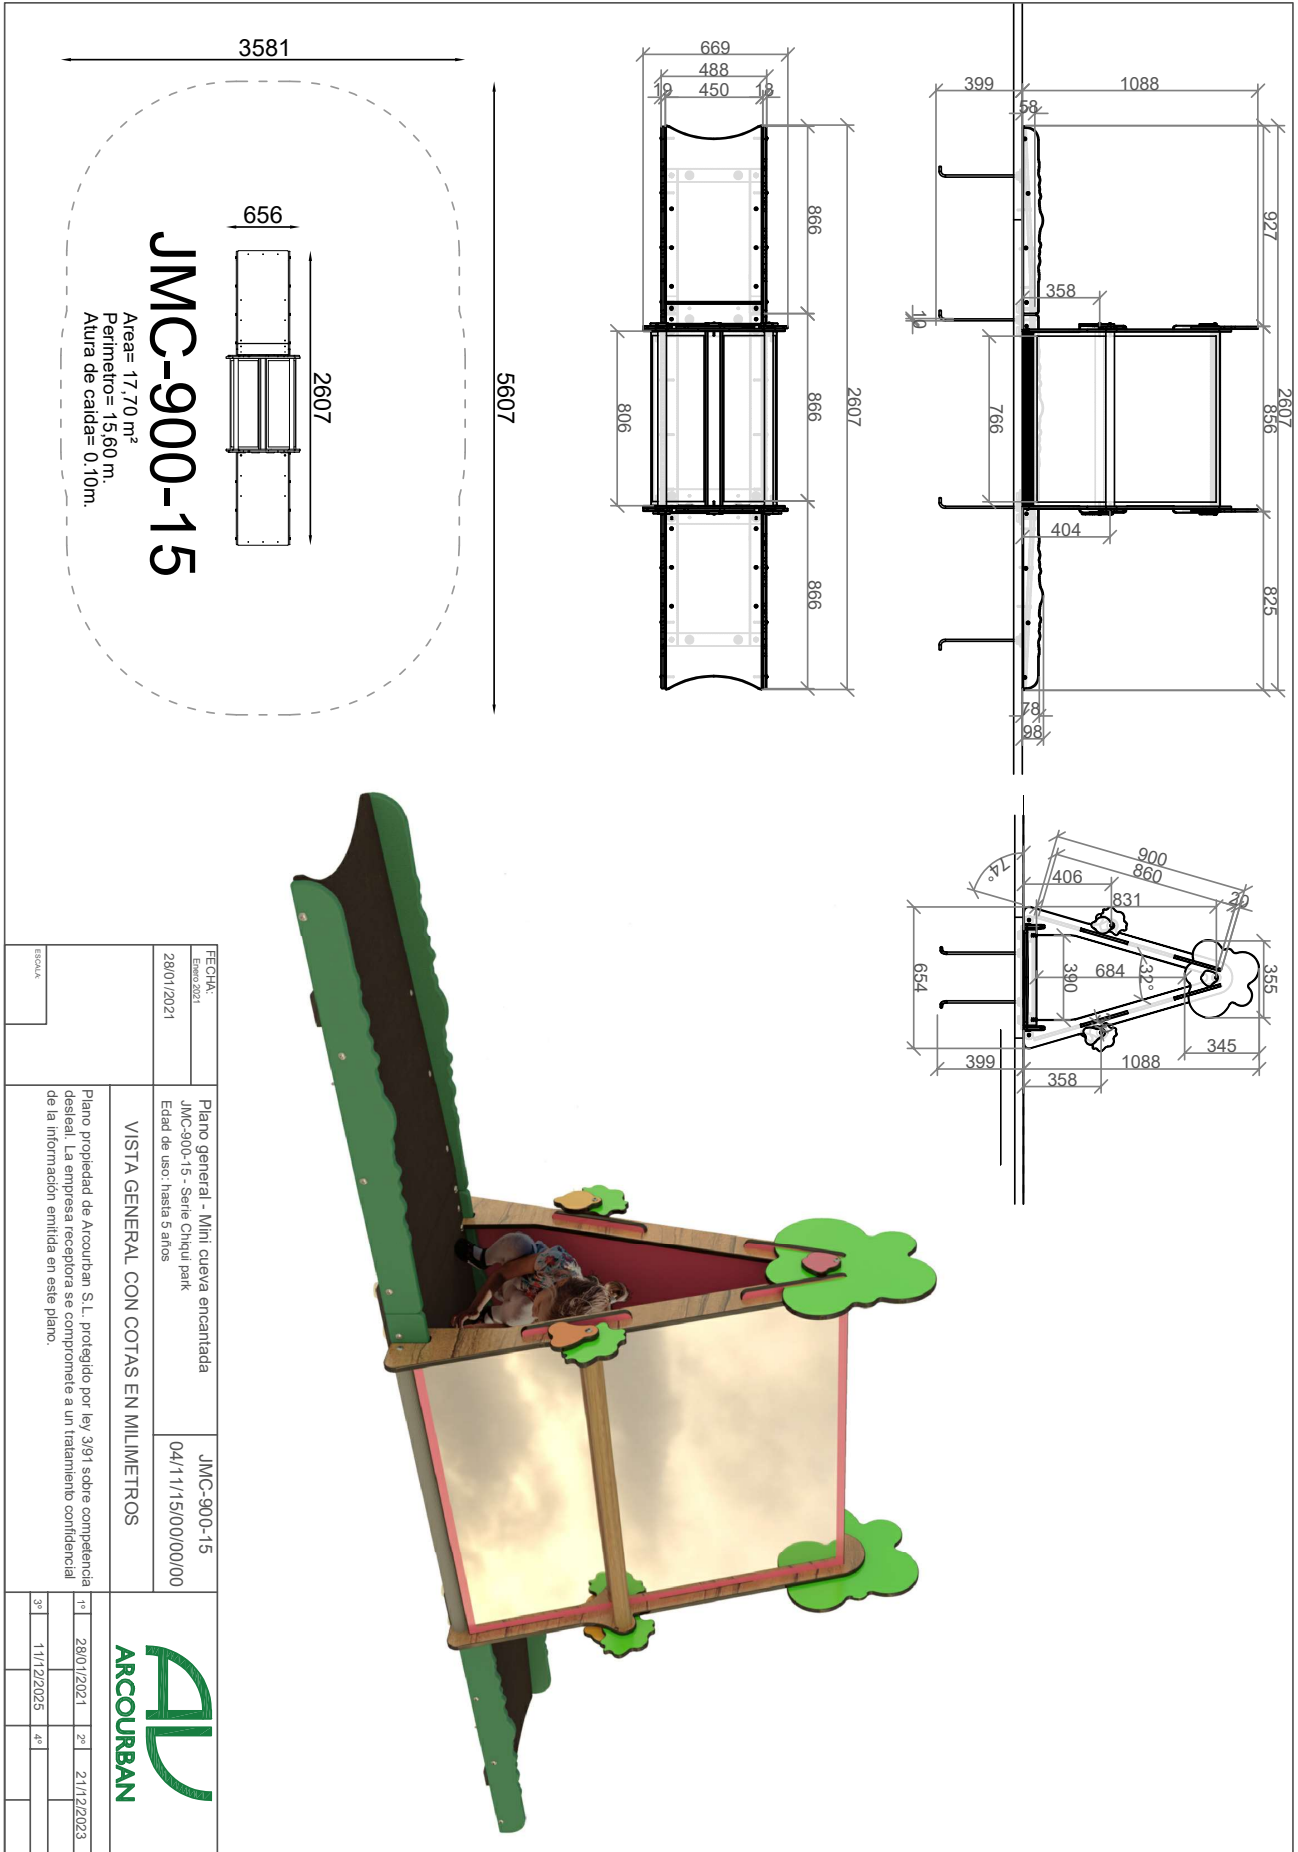 3581
5607
656
2607
JMC-900-15
Area= 17,70 m²
Perimetro= 15,60 m.
Atura de caida= 0.10m.
669
488
19
450
18
866
866
866
2607
806
399
1088
58
927
358
10
766
2607
856
404
825
78
98
900
860
20
74°
406
831
654
390
684
32°
355
345
399
1088
358
FECHA:
Enero 2021
28/01/2021
ESCALA:
Plano general - Mini cueva encantada
JMC-900-15 - Serie Chiqui park
Edad de uso: hasta 5 años
JMC-900-15
04/11/15/00/00/00
VISTA GENERAL CON COTAS EN MILIMETROS
Plano propiedad de Arcourban S.L. protegido por ley 3/91 sobre competencia
desleal. La empresa receptora se compromete a un tratamiento confidencial
de la información emitida en este plano.
ARCOURBAN
1º 28/01/2021 2º 21/12/2023
3º 11/12/2025 4º